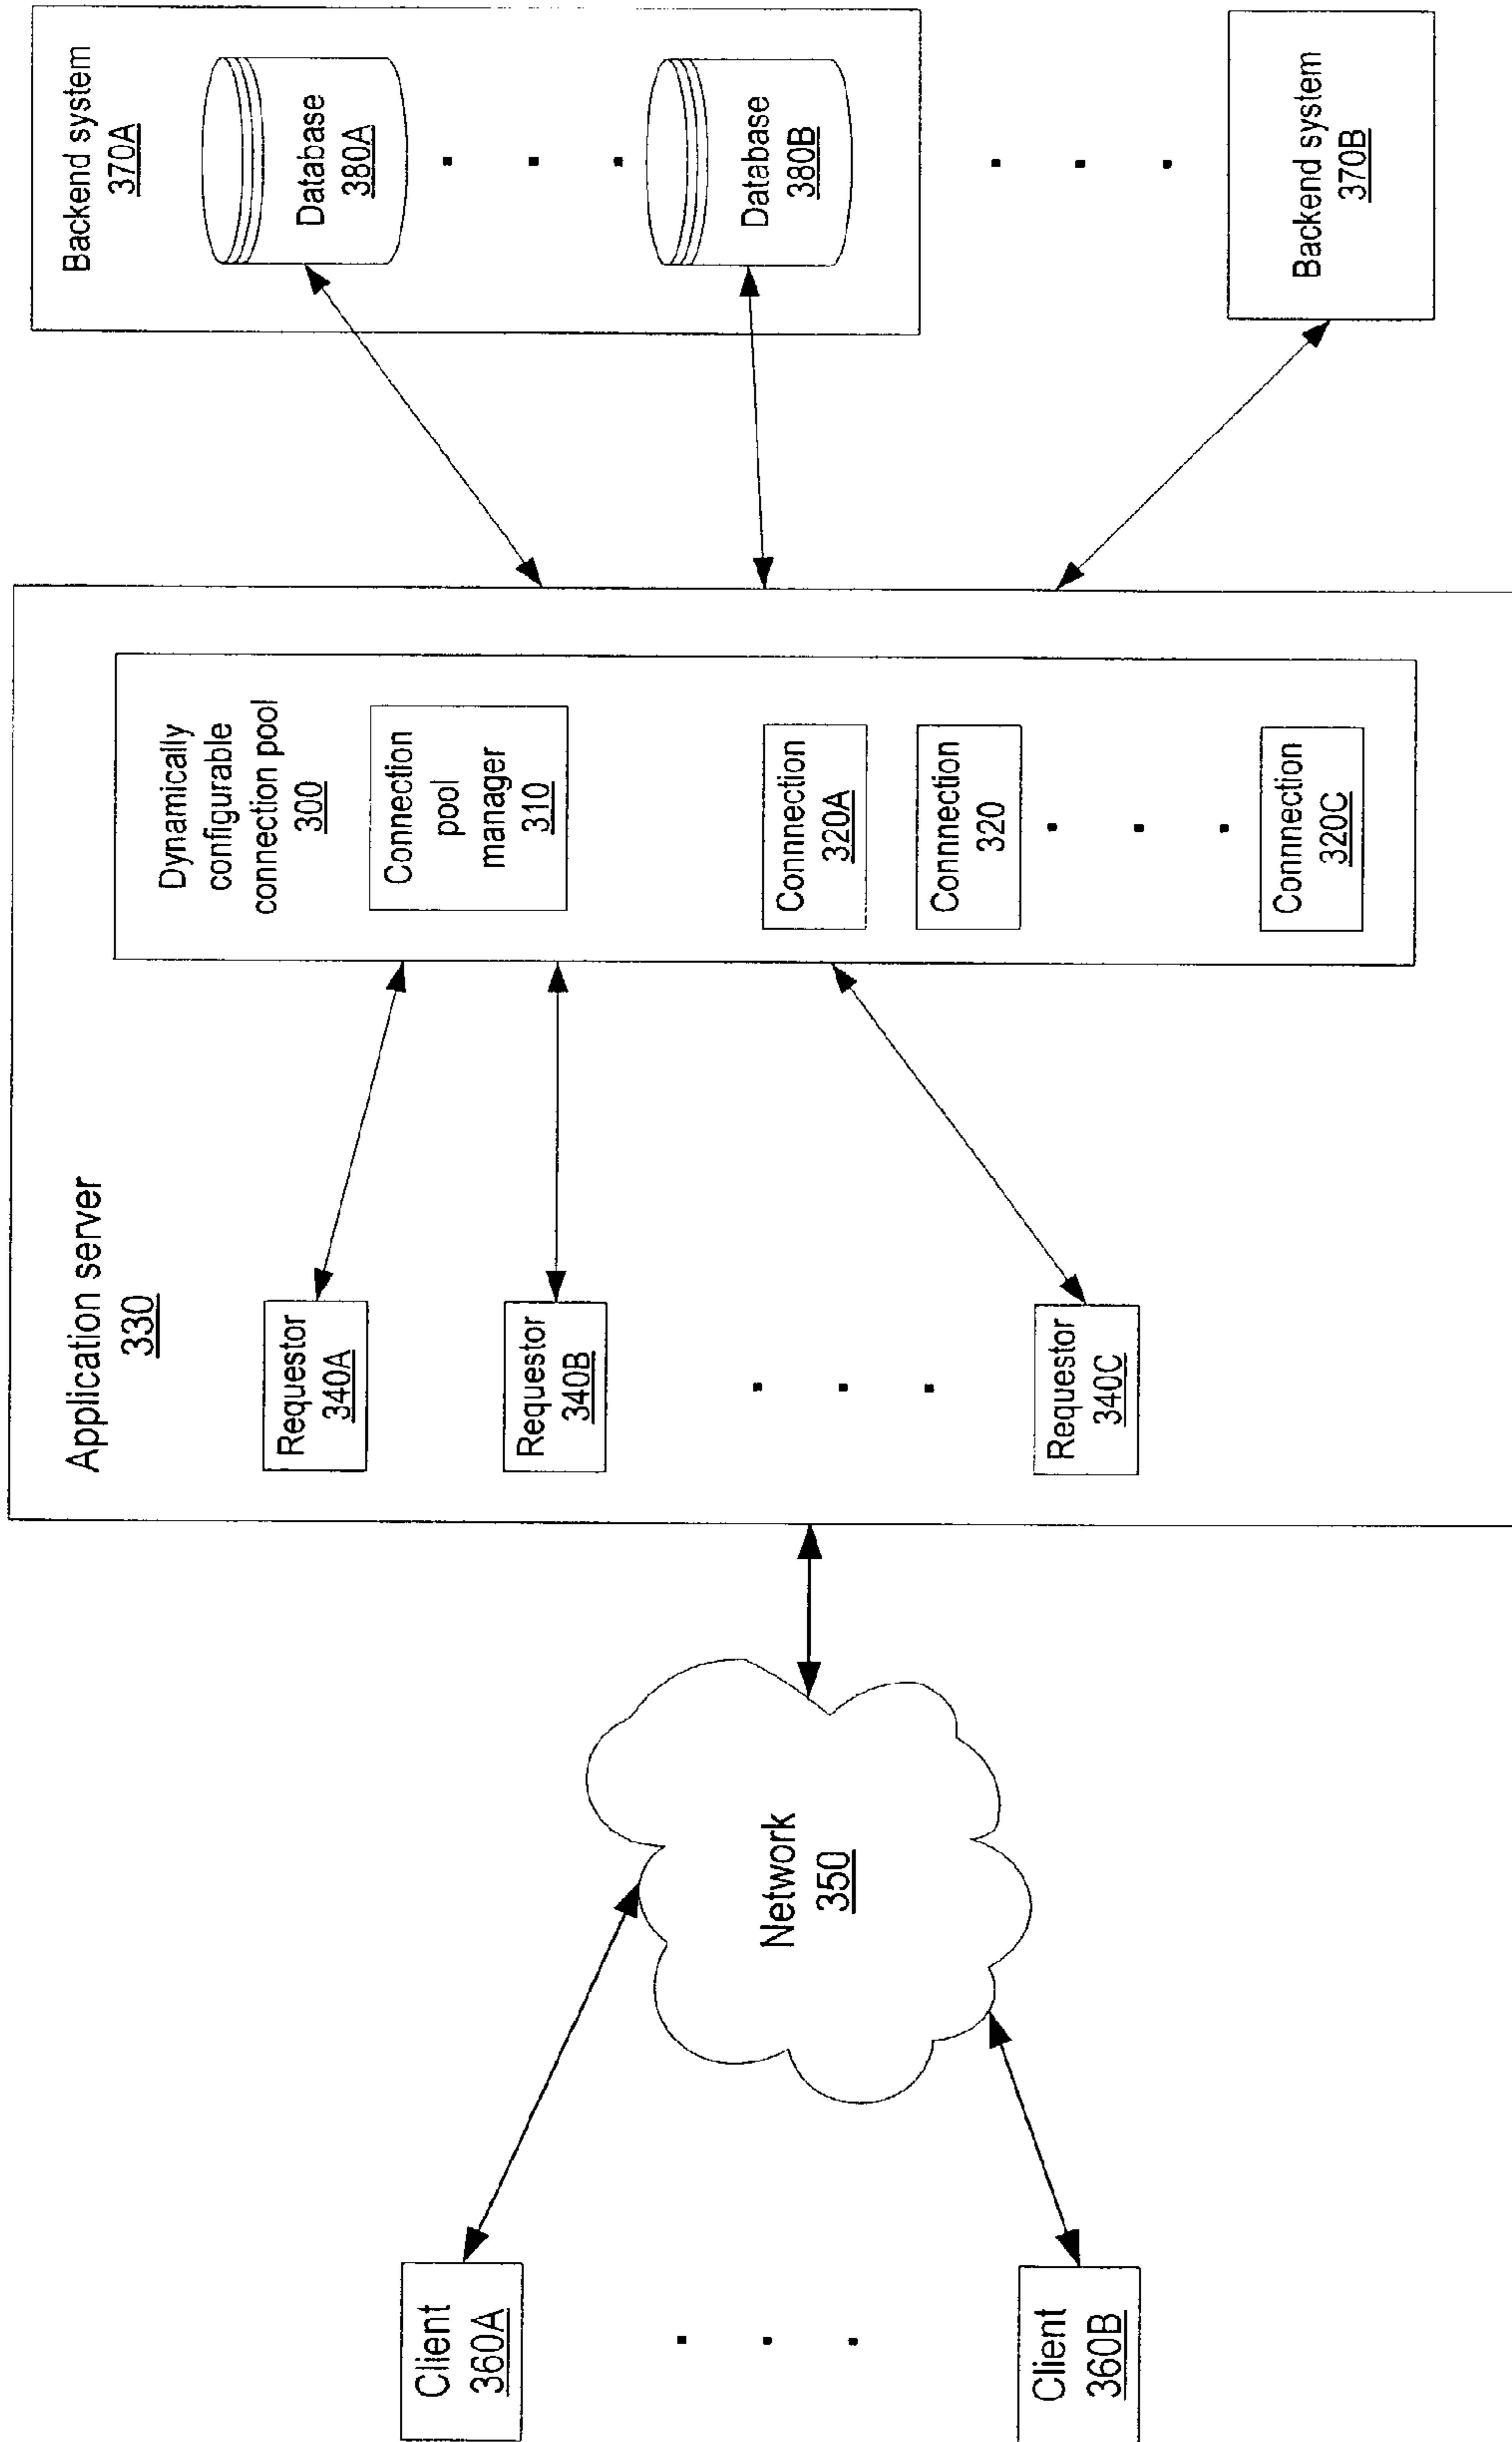 Client
360A
Client
360B
Network
350
Application server
330
Requestor
340A
Requestor
340B
Requestor
340C
Dynamically
configurable
connection pool
300
Connection
pool
manager
310
Connnection
320A
Connnection
320
Connnection
320C
Backend system
370A
Database
380A
Database
380B
Backend system
370B